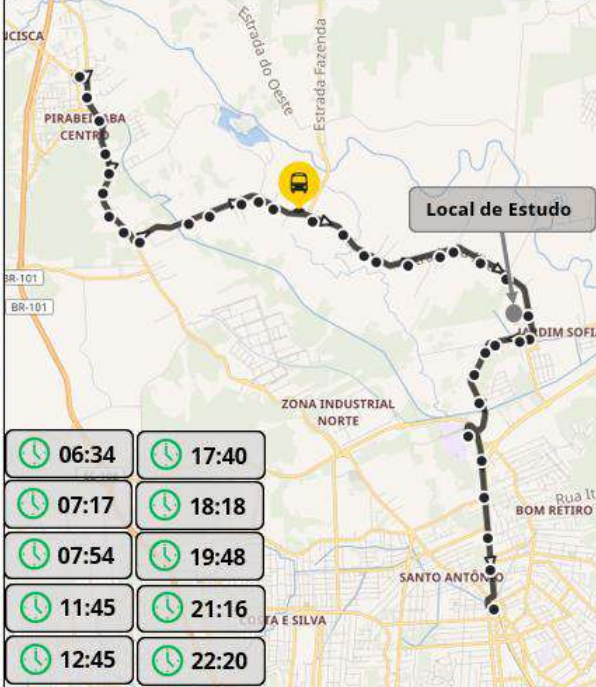 Estrada do Oeste
Estrada Fazenda
PIRABEIRABA
CENTRO
Local de Estudo
BR-101
BR-101
ZONA INDUSTRIAL
NORTE
06:34
17:40
07:17
18:18
Rua It
BOM RETIRO
07:54
19:48
SANTO ANTÔNIO
11:45
21:16
12:45
22:20